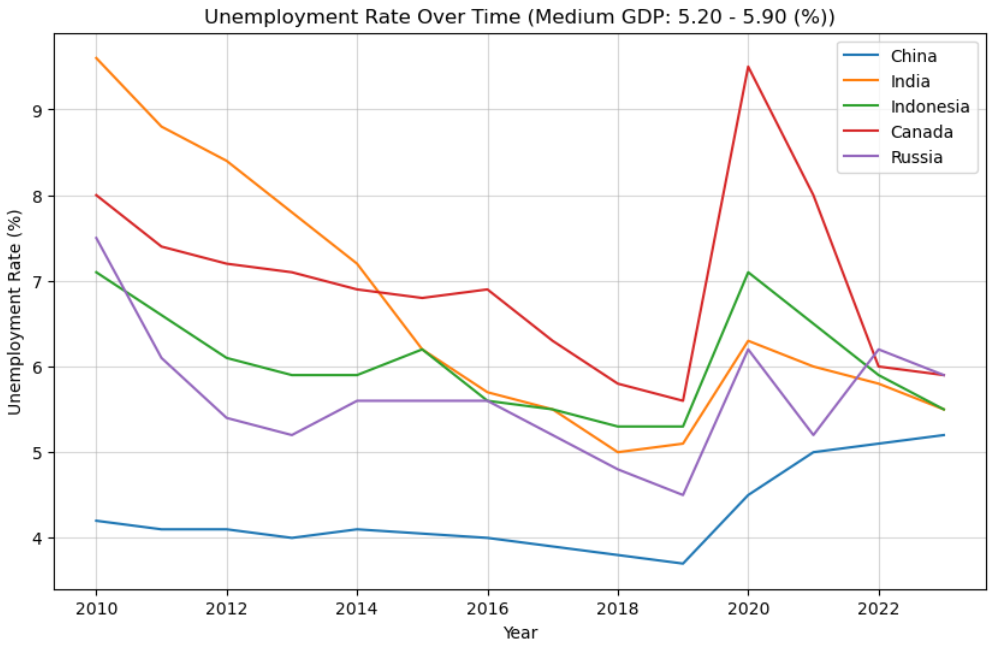 Unemployment Rate Over Time (Medium GDP: 5.20 - 5.90 (%))
China
India
Indonesia
Canada
Russia
Unemployment Rate (%)
9
8
7
6
5
4
2010 2012 2014 2016 2018 2020 2022
Year